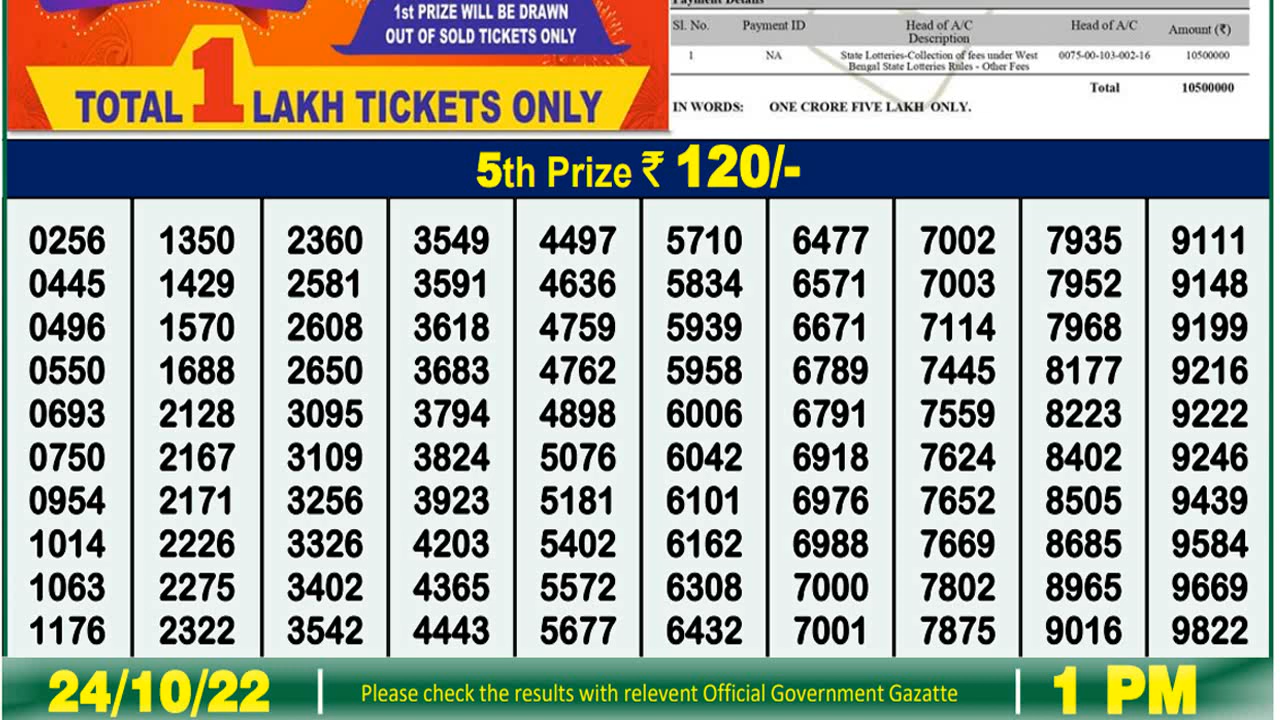 1st PRIZE WILL BE DRAWN
OUT OF SOLD TICKETS ONLY
TOTAL 1 LAKH TICKETS ONLY
Payment Details
Sl. No. Payment ID Head of A/C Description Head of A/C Amount (₹)
1 NA State Lotteries-Collection of fees under West 0075-00-103-002-16 10500000
Bengal State Lotteries Rules - Other Fees
Total 10500000
IN WORDS: ONE CRORE FIVE LAKH ONLY.
5th Prize ₹ 120/-
0256 1350 2360 3549 4497 5710 6477 7002 7935 9111
0445 1429 2581 3591 4636 5834 6571 7003 7952 9148
0496 1570 2608 3618 4759 5939 6671 7114 7968 9199
0550 1688 2650 3683 4762 5958 6789 7445 8177 9216
0693 2128 3095 3794 4898 6006 6791 7559 8223 9222
0750 2167 3109 3824 5076 6042 6918 7624 8402 9246
0954 2171 3256 3923 5181 6101 6976 7652 8505 9439
1014 2226 3326 4203 5402 6162 6988 7669 8685 9584
1063 2275 3402 4365 5572 6308 7000 7802 8965 9669
1176 2322 3542 4443 5677 6432 7001 7875 9016 9822
24/10/22 Please check the results with relevent Official Government Gazatte 1 PM